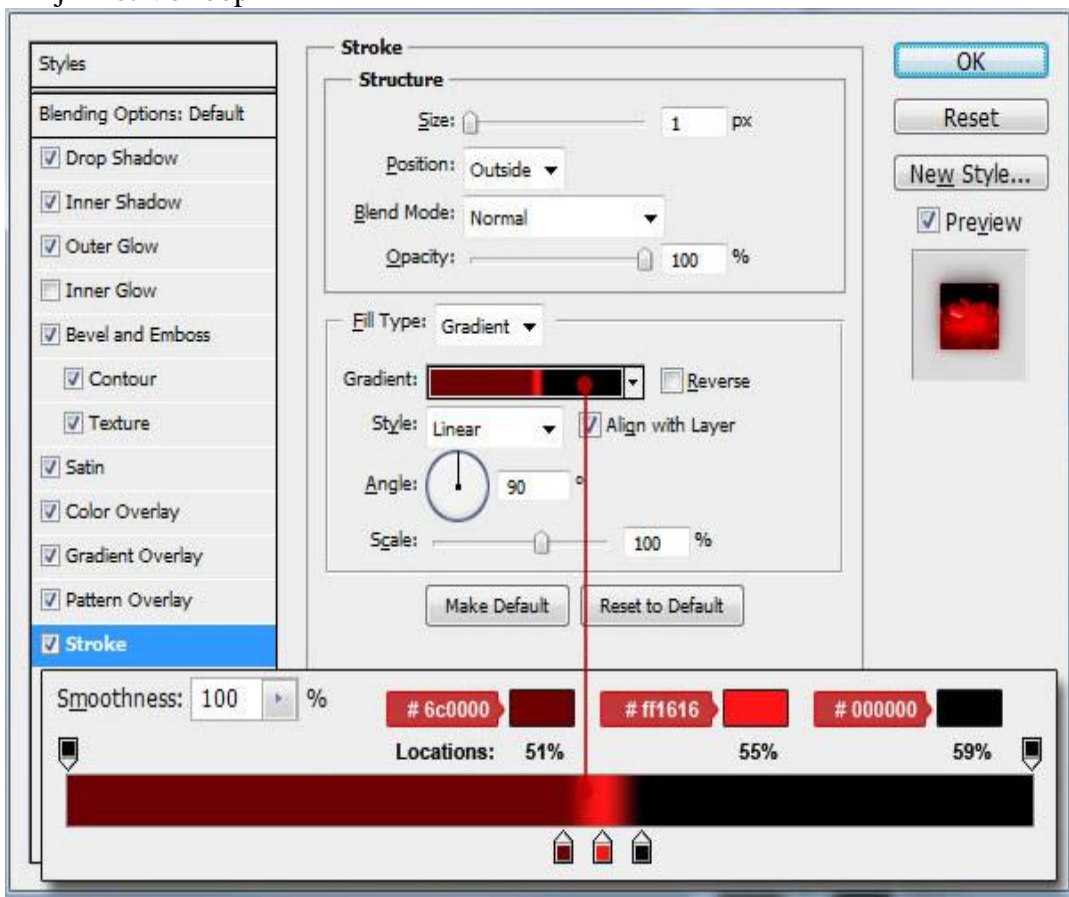 Styles
Blending Options: Default
Drop Shadow
Inner Shadow
Outer Glow
Inner Glow
Bevel and Emboss
Contour
Texture
Satin
Color Overlay
Gradient Overlay
Pattern Overlay
Stroke
Stroke
Structure
Size: 1 px
Position: Outside
Blend Mode: Normal
Opacity: 100 %
Fill Type: Gradient
Gradient: Reverse
Style: Linear Align with Layer
Angle: 90 °
Scale: 100 %
Make Default Reset to Default
OK
Reset
New Style...
Preview
Smoothness: 100 % # 6c0000 # ff1616 # 000000
Locations: 51% 55% 59%